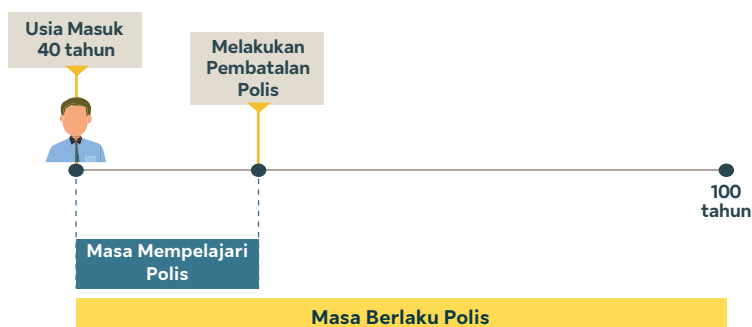 Usia Masuk
40 tahun
Melakukan
Pembatalan
Polis
100
tahun
Masa Mempelajari
Polis
Masa Berlaku Polis